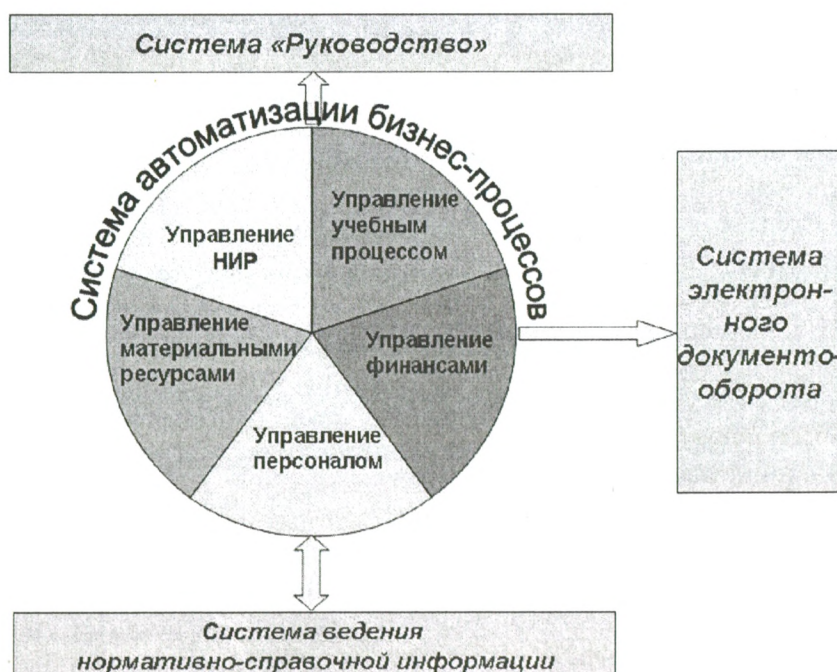 Система «Руководство»
Система автоматизации бизнес-процессов
Управление
учебным
процессом
Управление
НИР
Управление
материальными
ресурсами
Управление
финансами
Управление
персоналом
Система
электрон-
ного
документо-
оборота
Система ведения
нормативно-справочной информации